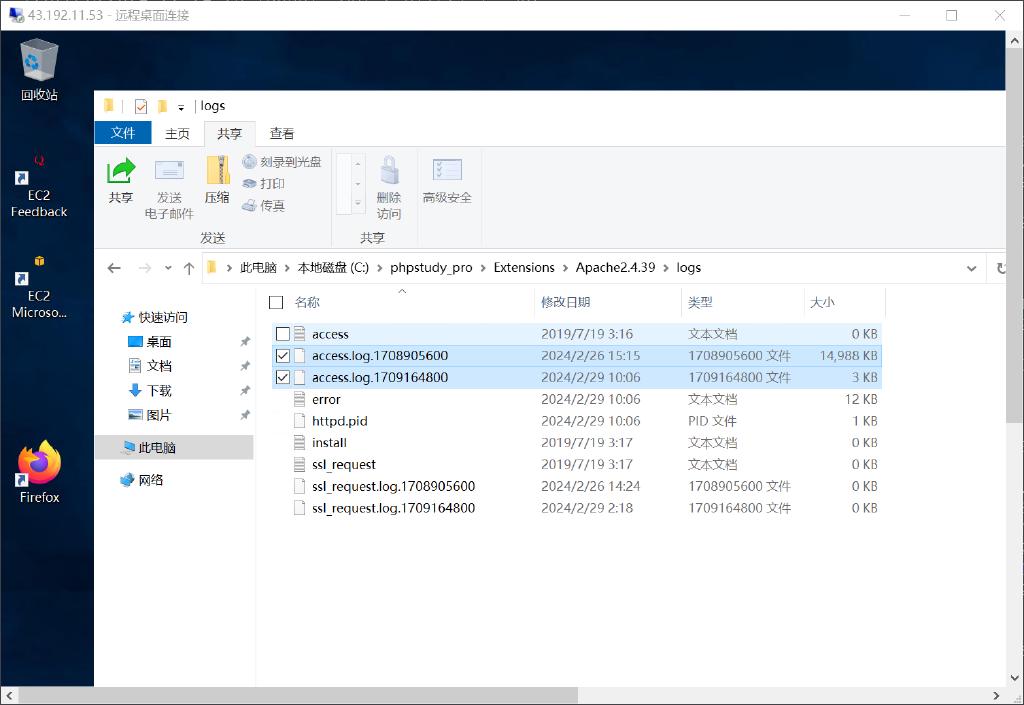 43.192.11.53 - 远程桌面连接
回收站
EC2
Feedback
EC2
Microso...
Firefox
logs
文件 主页 共享 查看
共享
发送
电子邮件
压缩
刻录到光盘
打印
传真
发送
删除
访问
共享
高级安全
此电脑 › 本地磁盘 (C:) › phpstudy_pro › Extensions › Apache2.4.39 › logs
快速访问
桌面
文档
下载
图片
此电脑
网络
名称 修改日期 类型 大小
access 2019/7/19 3:16 文本文档 0 KB
access.log.1708905600 2024/2/26 15:15 1708905600 文件 14,988 KB
access.log.1709164800 2024/2/29 10:06 1709164800 文件 3 KB
error 2024/2/29 10:06 文本文档 12 KB
httpd.pid 2024/2/29 10:06 PID 文件 1 KB
install 2019/7/19 3:17 文本文档 0 KB
ssl_request 2019/7/19 3:17 文本文档 0 KB
ssl_request.log.1708905600 2024/2/26 14:24 1708905600 文件 0 KB
ssl_request.log.1709164800 2024/2/29 2:18 1709164800 文件 0 KB